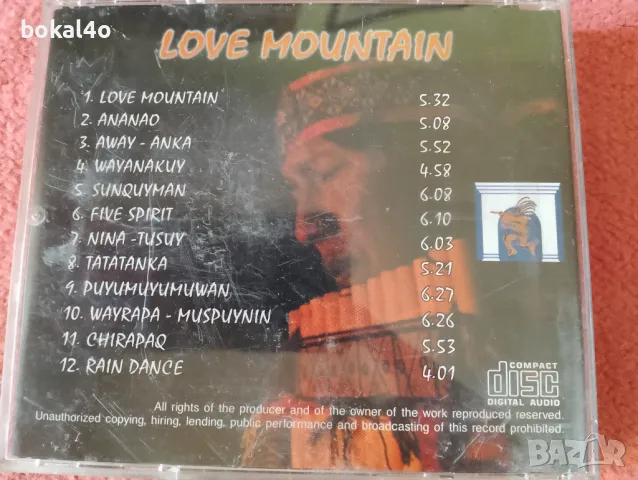 bokal4o
LOVE MOUNTAIN
1. LOVE MOUNTAIN 5.32
2. ANANAO 5.08
3. AWAY - ANKA 5.52
4. WAYANAKUY 4.58
5. SUNQUYMAN 6.08
6. FIVE SPIRIT 6.10
7. NINA -TUSUY 6.03
8. TATATANKA 5.21
9. PUYUMUYUMUWAN 6.27
10. WAYRAPA - MUSPUYNIN 6.26
11. CHIRAPAQ 5.53
12. RAIN DANCE 4.01
COMPACT
disc
DIGITAL AUDIO
All rights of the producer and of the owner of the work reproduced reserved.
Unauthorized copying, hiring, lending, public performance and broadcasting of this record prohibited.
bokal4o
BAZAR